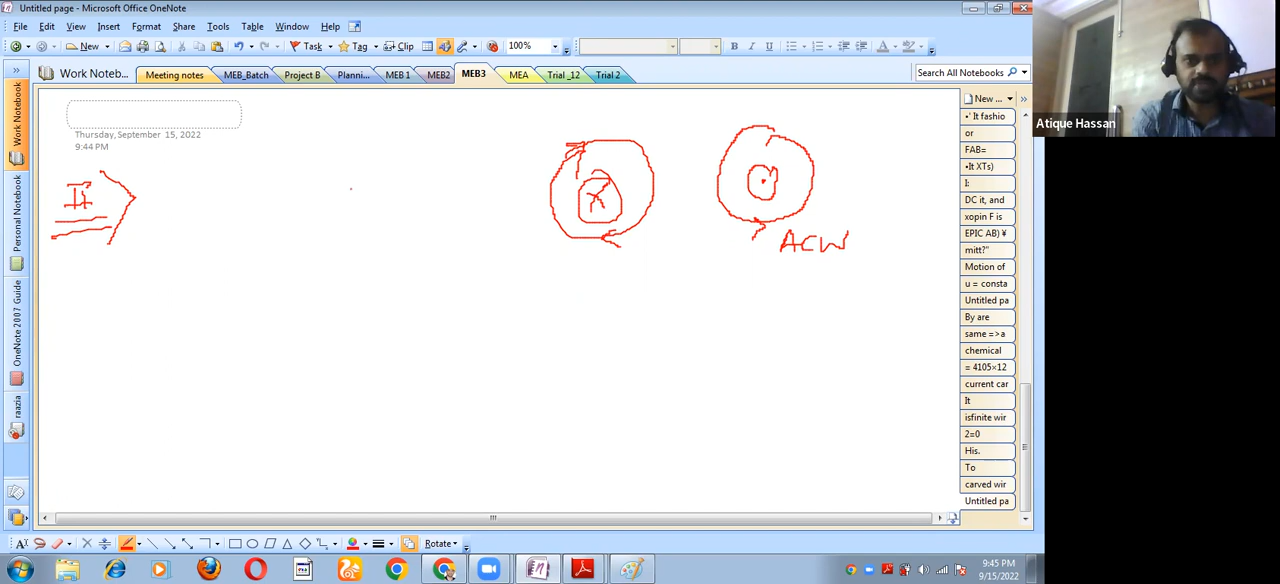 Untitled page - Microsoft Office OneNote
File Edit View Insert Format Share Tools Table Window Help
New Task Tag Clip 100% B I U A
Work Noteb... Meeting notes MEB_Batch Project B Planni... MEB 1 MEB2 MEB3 MEA Trial_12 Trial 2 Search All Notebooks
Work Notebook
Personal Notebook
OneNote 2007 Guide
raazia
Thursday, September 15, 2022
9:44 PM
II
X
ACW
New ...
•' It fashio
or
FAB=
•It XTs)
I:
DC it, and
xopin F is
EPIC AB) ¥
mitt?"
Motion of
u = consta
Untitled pa
By are
same =>a
chemical
= 4105×12
current car
It
isfinite wir
2=0
His.
To
carved wir
Untitled pa
Atique Hassan
Rotate
9:45 PM
9/15/2022